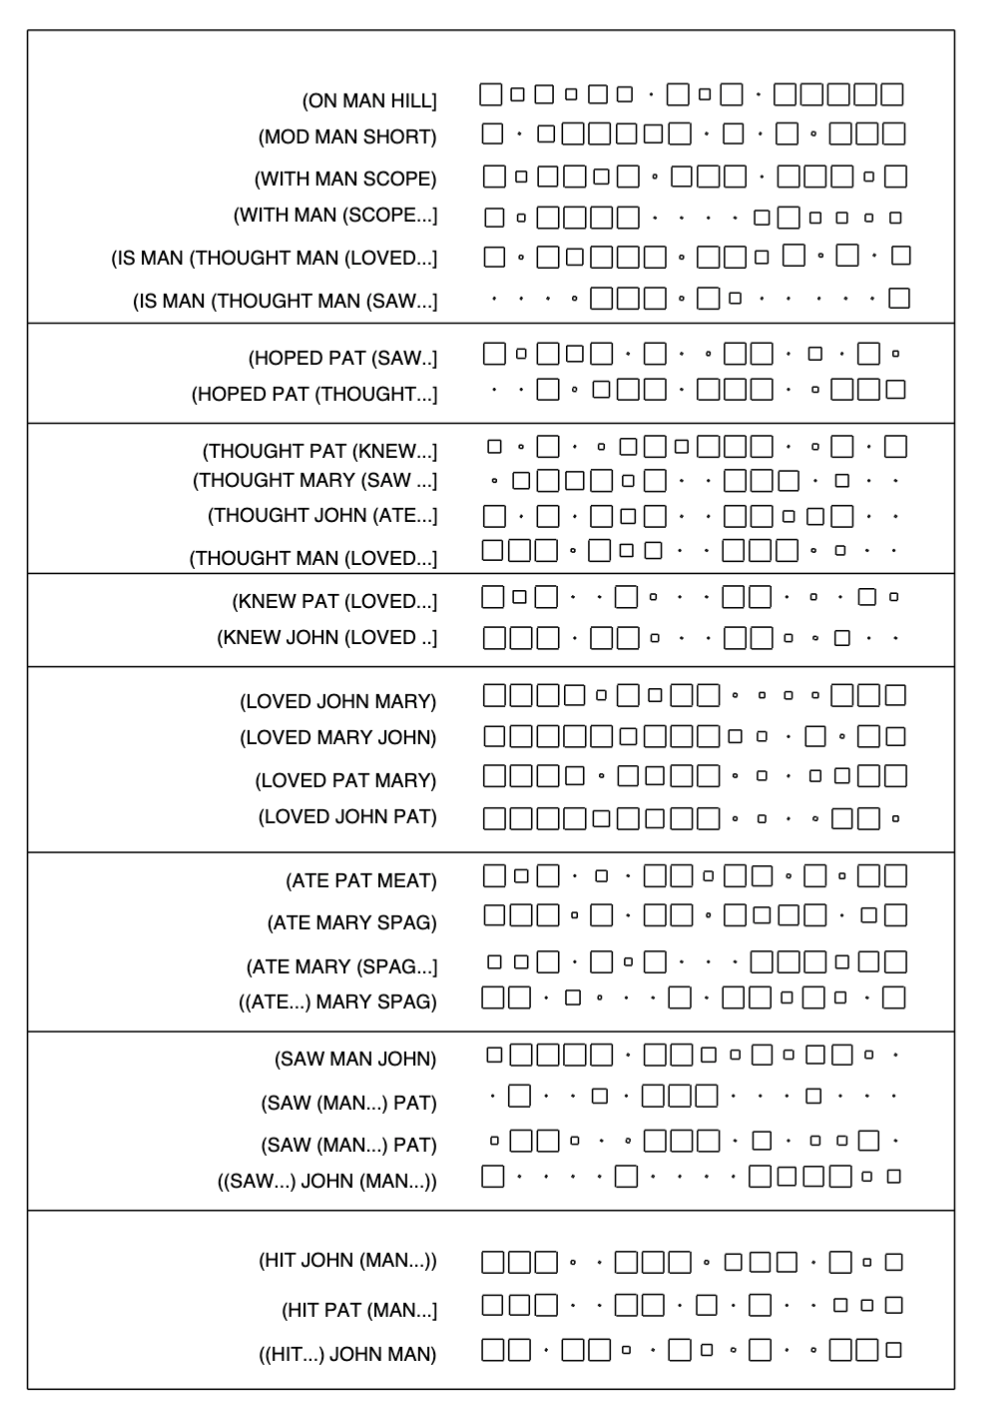 (ON MAN HILL]
(MOD MAN SHORT)
(WITH MAN SCOPE)
(WITH MAN (SCOPE...]
(IS MAN (THOUGHT MAN (LOVED...]
(IS MAN (THOUGHT MAN (SAW...]
(HOPED PAT (SAW..]
(HOPED PAT (THOUGHT...]
(THOUGHT PAT (KNEW...]
(THOUGHT MARY (SAW ...]
(THOUGHT JOHN (ATE...]
(THOUGHT MAN (LOVED...]
(KNEW PAT (LOVED...]
(KNEW JOHN (LOVED ..]
(LOVED JOHN MARY)
(LOVED MARY JOHN)
(LOVED PAT MARY)
(LOVED JOHN PAT)
(ATE PAT MEAT)
(ATE MARY SPAG)
(ATE MARY (SPAG...]
((ATE...) MARY SPAG)
(SAW MAN JOHN)
(SAW (MAN...) PAT)
(SAW (MAN...) PAT)
((SAW...) JOHN (MAN...))
(HIT JOHN (MAN...))
(HIT PAT (MAN...]
((HIT...) JOHN MAN)